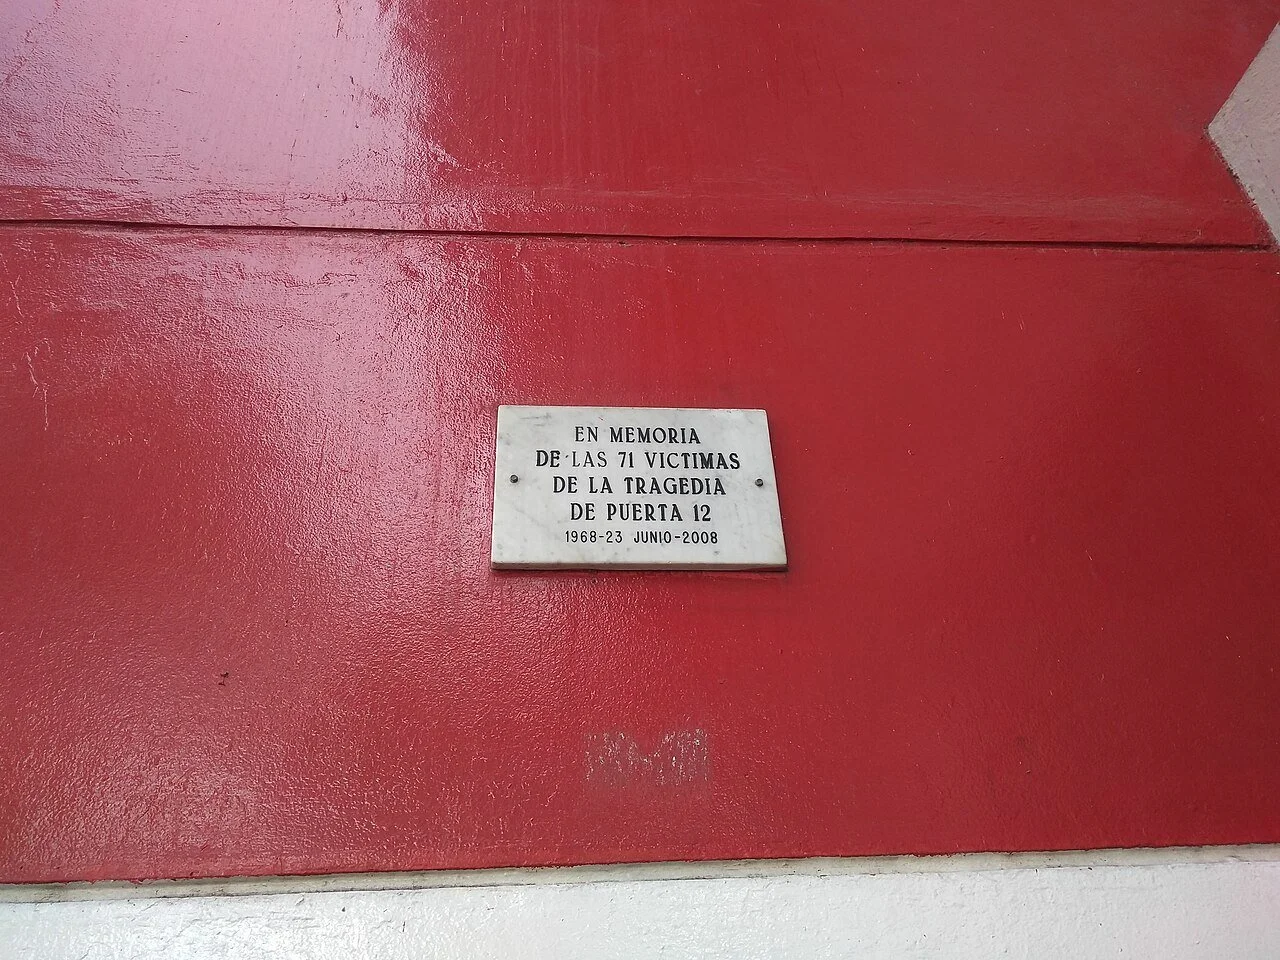 EN MEMORIA
DE LAS 71 VICTIMAS
DE LA TRAGEDIA
DE PUERTA 12
1968-23 JUNIO-2008